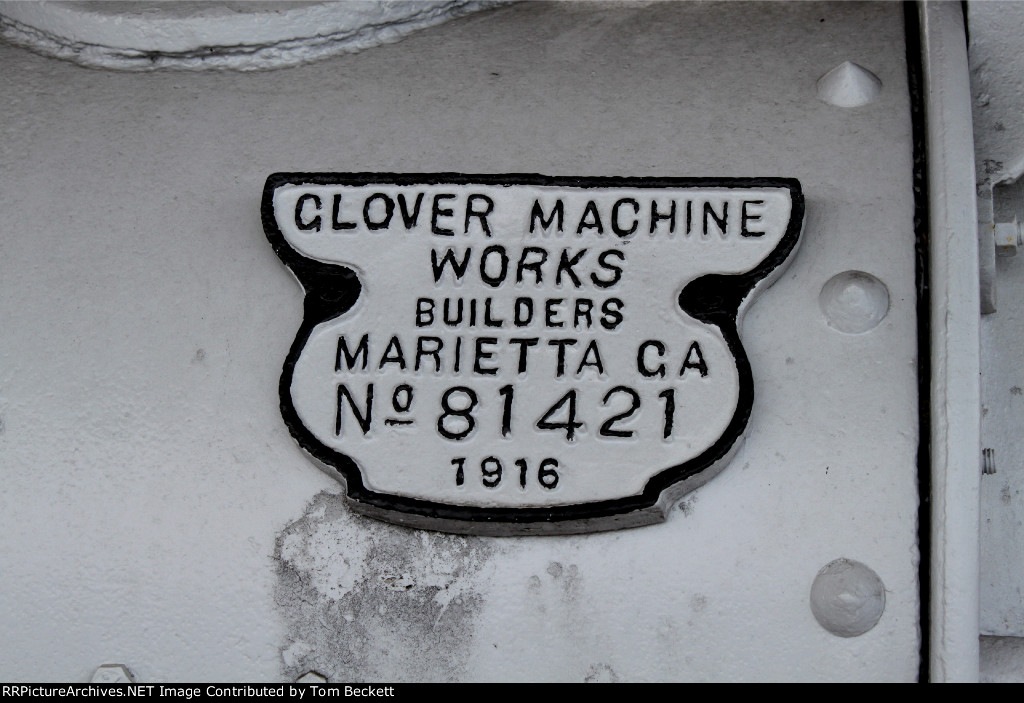 GLOVER MACHINE
WORKS
BUILDERS
MARIETTA GA
Nº 81421
1916
RRPictureArchives.NET Image Contributed by Tom Beckett